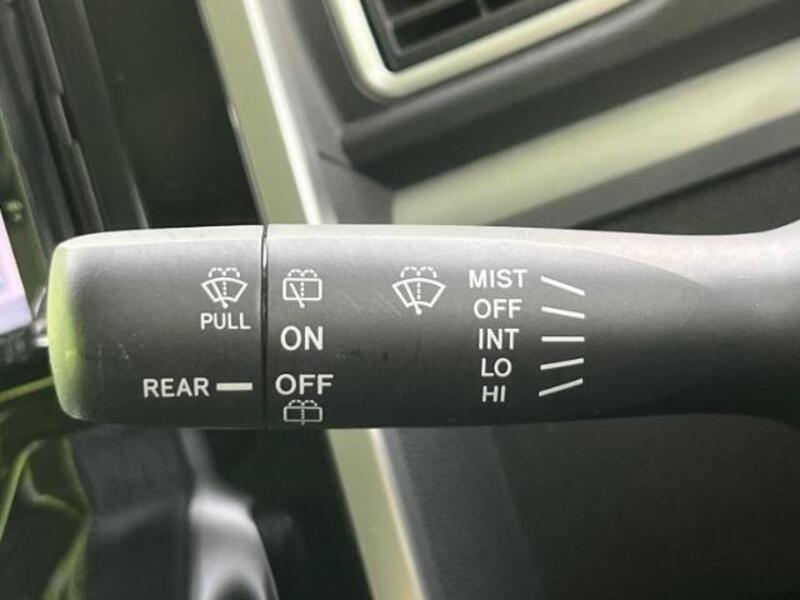 PULL
REAR
ON
OFF
MIST
OFF
INT
LO
HI